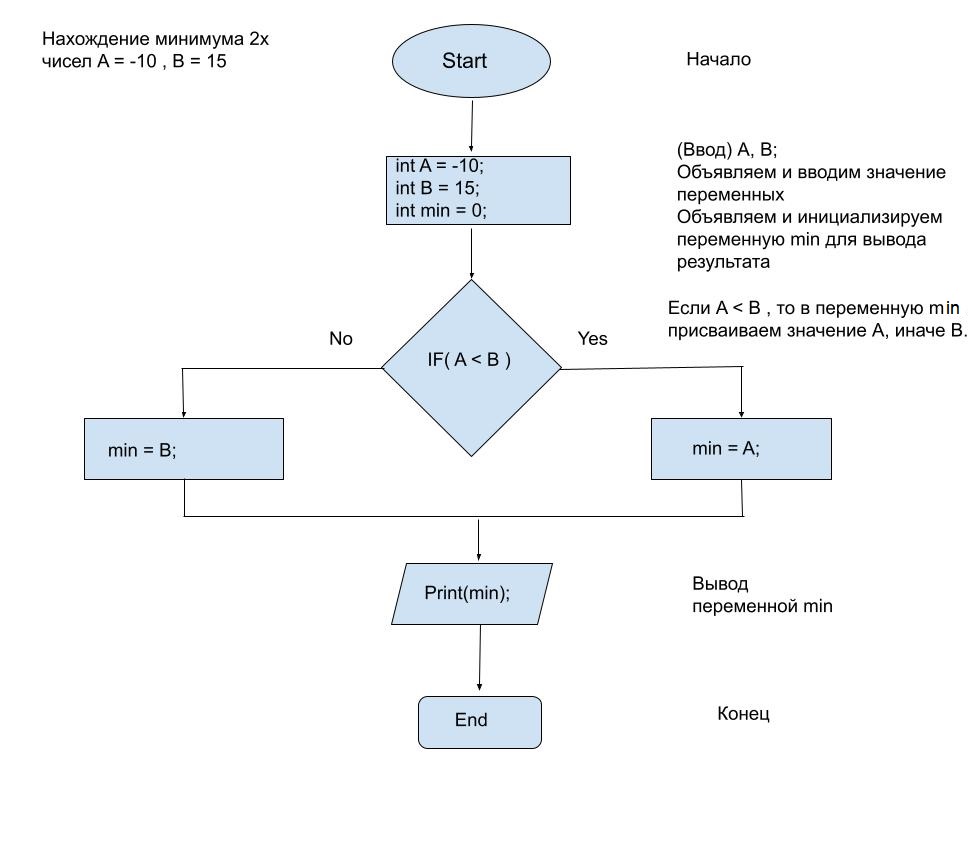 Нахождение минимума 2х
чисел A = -10 , B = 15
Start
Начало
int A = -10;
int B = 15;
int min = 0;
(Ввод) A, B;
Объявляем и вводим значение
переменных
Объявляем и инициализируем
переменную min для вывода
результата
Если A < B , то в переменную min
присваиваем значение A, иначе B.
No
Yes
IF( A < B )
min = B;
min = A;
Print(min);
Вывод
переменной min
End
Конец